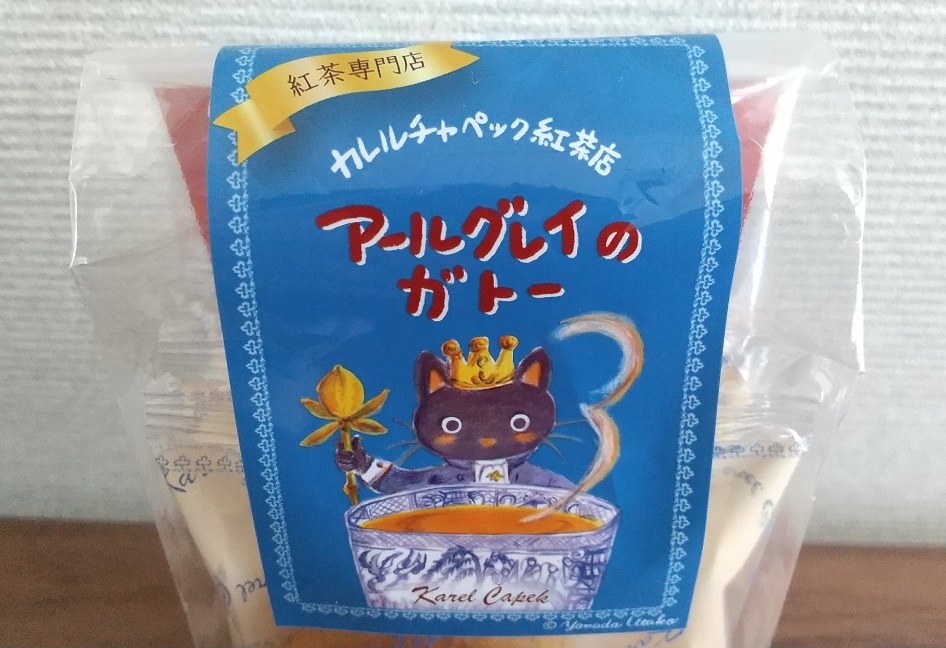 紅茶専門店
カレルチャペック紅茶店
アールグレイの
ガトー
Karel Capek
© Yamada Utako